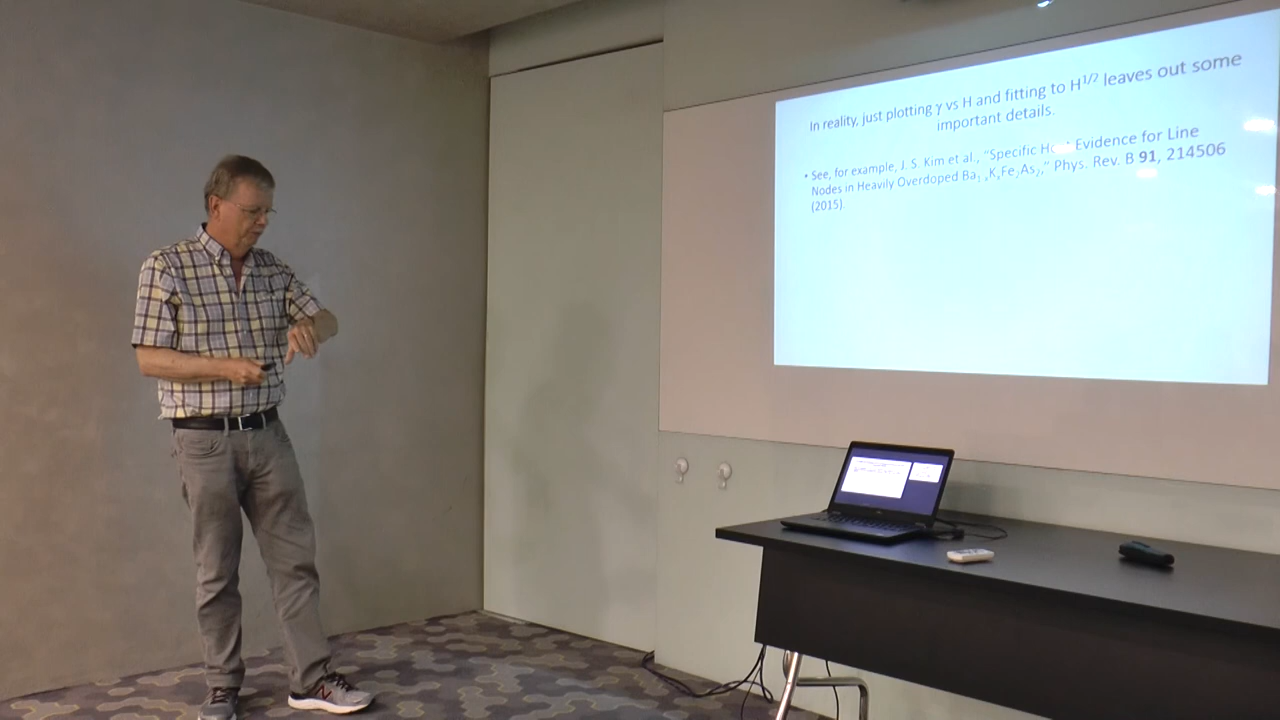 In reality, just plotting γ vs H and fitting to H^1/2 leaves out some
important details.
• See, for example, J. S. Kim et al., "Specific Evidence for Line
Nodes in Heavily Overdoped Ba₁₋ₓKₓFe₂As₂," Phys. Rev. B 91, 214506
(2015)